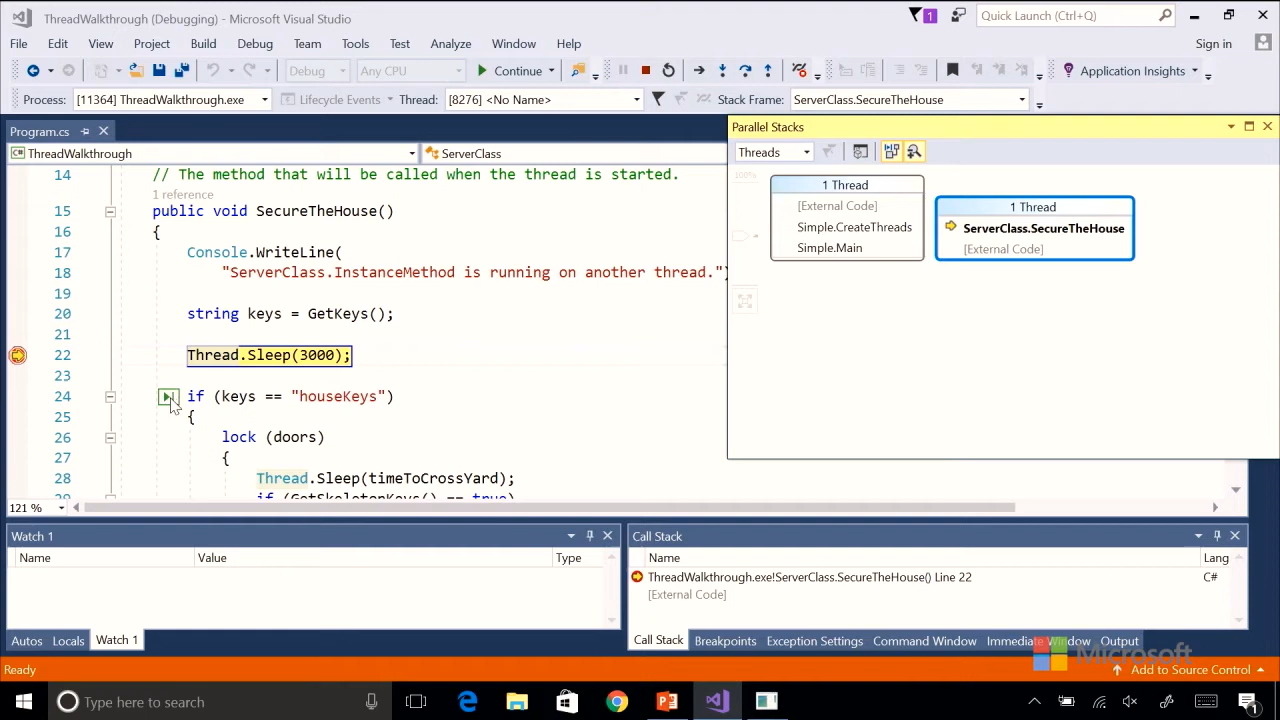 ThreadWalkthrough (Debugging) - Microsoft Visual Studio
1
Quick Launch (Ctrl+Q)
File Edit View Project Build Debug Team Tools Test Analyze Window Help
Sign in
Debug Any CPU Continue Application Insights
Process: [11364] ThreadWalkthrough.exe Lifecycle Events Thread: [8276] <No Name> Stack Frame: ServerClass.SecureTheHouse
Program.cs
ThreadWalkthrough ServerClass
14 // The method that will be called when the thread is started.
1 reference
15 public void SecureTheHouse()
16 {
17 Console.WriteLine(
18 "ServerClass.InstanceMethod is running on another thread.")
19
20 string keys = GetKeys();
21
22 Thread.Sleep(3000);
23
24 if (keys == "houseKeys")
25 {
26 lock (doors)
27 {
28 Thread.Sleep(timeToCrossYard);
29 if (GetSkeletonKeys() == true)
121 %
Parallel Stacks
Threads
100%
1 Thread
[External Code]
Simple.CreateThreads
Simple.Main
1 Thread
ServerClass.SecureTheHouse
[External Code]
Watch 1
Name Value Type
Autos Locals Watch 1
Call Stack
Name Lang
ThreadWalkthrough.exe!ServerClass.SecureTheHouse() Line 22 C#
[External Code]
Call Stack Breakpoints Exception Settings Command Window Immediate Window Output
Microsoft
Ready
Add to Source Control
Type here to search
1